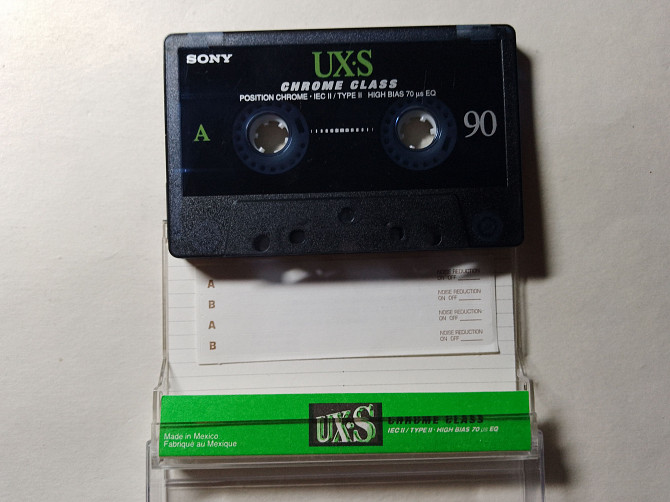 SONY
UX·S
CHROME CLASS
POSITION CHROME · IEC II / TYPE II HIGH BIAS 70 µs EQ
A
90
A
NOISE REDUCTION
ON OFF
B
NOISE REDUCTION
ON OFF
A
NOISE REDUCTION
ON OFF
B
NOISE REDUCTION
ON OFF
UX·S
CHROME CLASS
IEC II / TYPE II · HIGH BIAS 70 µs EQ
Made in Mexico
Fabriqué au Mexique